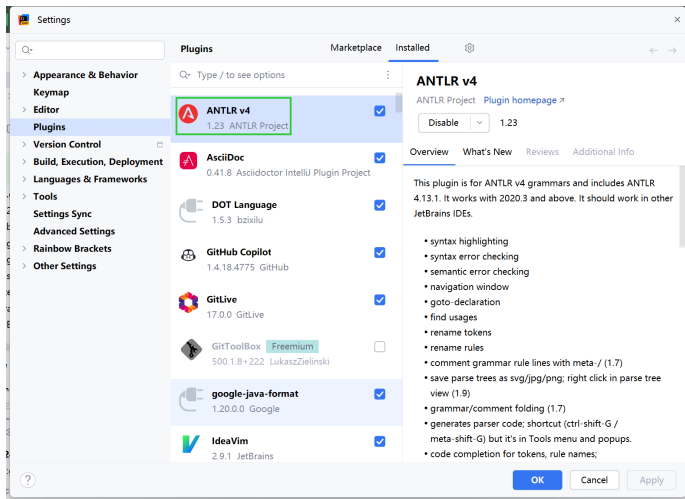 Settings
Plugins
Marketplace
Installed
Type / to see options
Appearance & Behavior
Keymap
Editor
Plugins
Version Control
Build, Execution, Deployment
Languages & Frameworks
Tools
Settings Sync
Advanced Settings
Rainbow Brackets
Other Settings
ANTLR v4
1.23 ANTLR Project
AsciiDoc
0.41.8 Asciidoctor IntelliJ Plugin Project
DOT Language
1.5.3 bzixilu
GitHub Copilot
1.4.18.4775 GitHub
GitLive
17.0.0 GitLive
GitToolBox Freemium
500.1.8+222 LukaszZielinski
google-java-format
1.20.0.0 Google
IdeaVim
2.9.1 JetBrains
ANTLR v4
ANTLR Project Plugin homepage ↗
Disable 1.23
Overview What's New Reviews Additional Info
This plugin is for ANTLR v4 grammars and includes ANTLR
4.13.1. It works with 2020.3 and above. It should work in other
JetBrains IDEs.
• syntax highlighting
• syntax error checking
• semantic error checking
• navigation window
• goto-declaration
• find usages
• rename tokens
• rename rules
• comment grammar rule lines with meta-/ (1.7)
• save parse trees as svg/jpg/png; right click in parse tree
view (1.9)
• grammar/comment folding (1.7)
• generates parser code; shortcut (ctrl-shift-G /
meta-shift-G) but it's in Tools menu and popups.
• code completion for tokens, rule names;
?
OK
Cancel
Apply